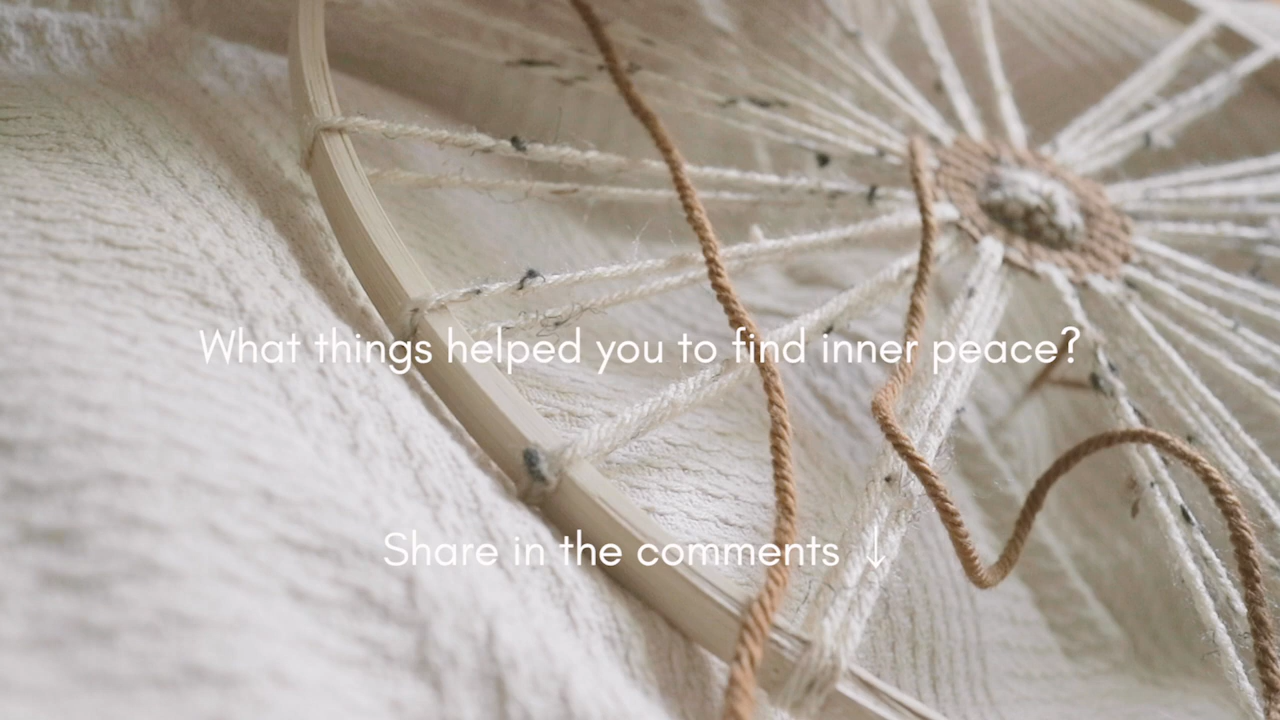 What things helped you to find inner peace?
Share in the comments ↓